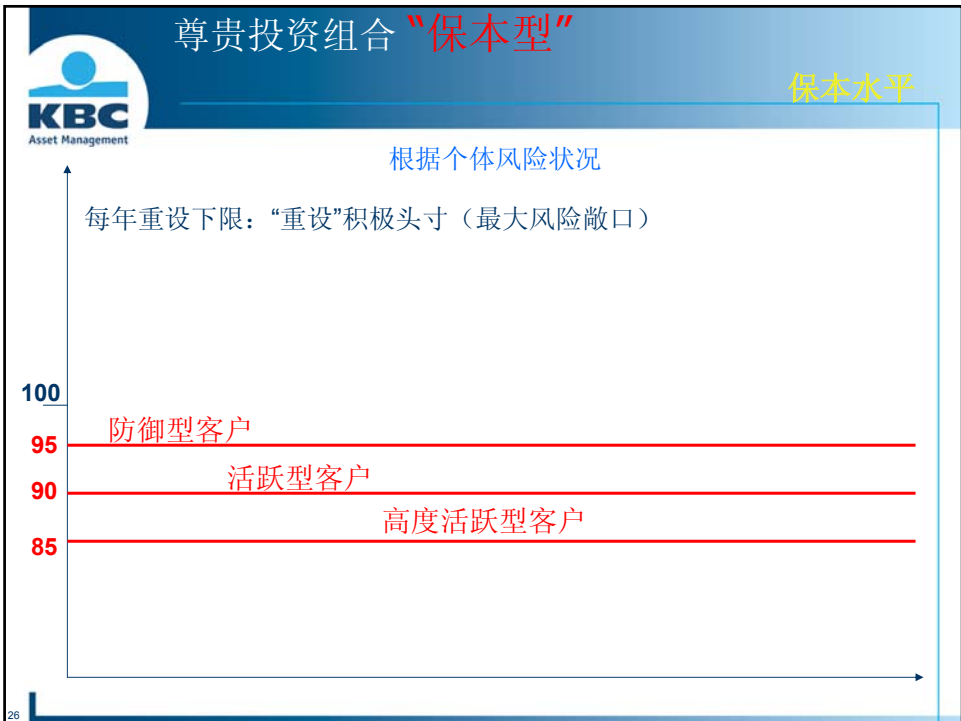 尊贵投资组合 “保本型”
保本水平
KBC
Asset Management
根据个体风险状况
每年重设下限：“重设”积极头寸（最大风险敞口）
100
防御型客户
95
活跃型客户
90
高度活跃型客户
85
26